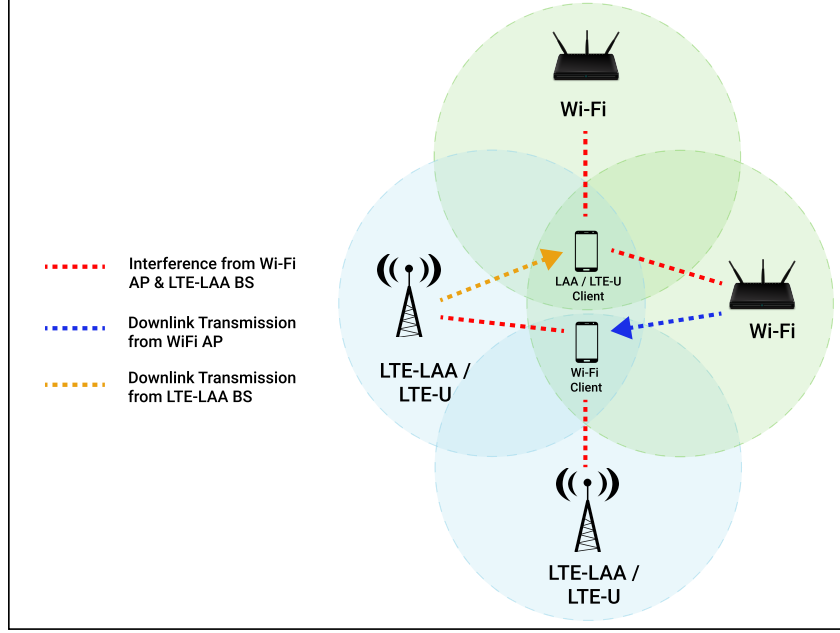 Wi-Fi
Interference from Wi-Fi
AP & LTE-LAA BS
Downlink Transmission
from WiFi AP
Downlink Transmission
from LTE-LAA BS
LAA / LTE-U
Client
Wi-Fi
LTE-LAA /
LTE-U
Wi-Fi
Client
LTE-LAA /
LTE-U